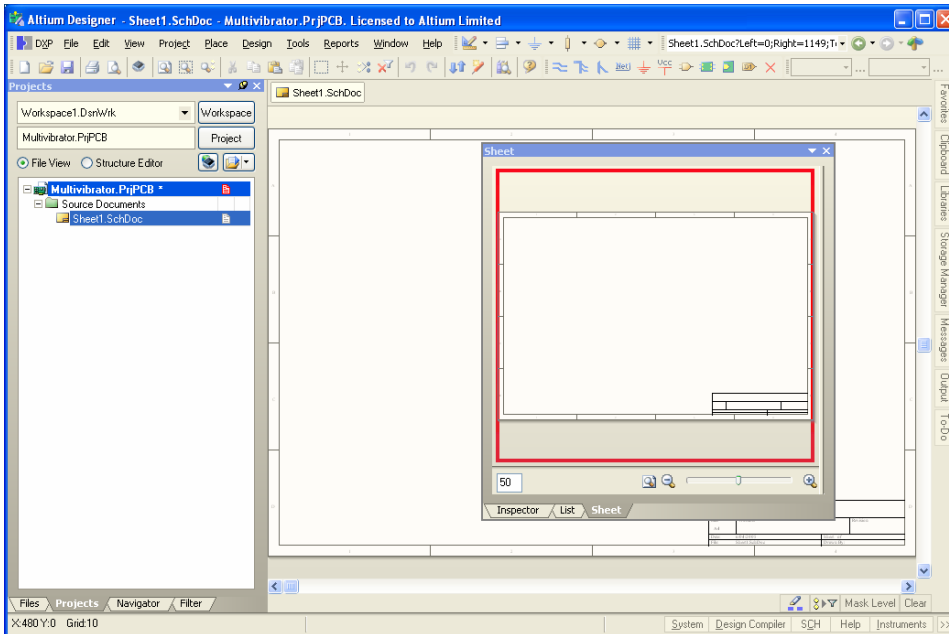 Altium Designer - Sheet1.SchDoc - Multivibrator.PrjPCB. Licensed to Altium Limited
DXP File Edit View Project Place Design Tools Reports Window Help Sheet1.SchDoc?Left=0;Right=1149;T
Net VCC ... ...
Projects
Sheet1.SchDoc
Workspace1.DsnWrk Workspace
Multivibrator.PrjPCB Project
File View Structure Editor
Multivibrator.PrjPCB *
Source Documents
Sheet1.SchDoc
Sheet
50
Inspector List Sheet
Favorites
Clipboard
Libraries
Storage Manager
Messages
Output
To-Do
Files Projects Navigator Filter
Mask Level Clear
X:480 Y:0 Grid:10
System Design Compiler SCH Help Instruments >>